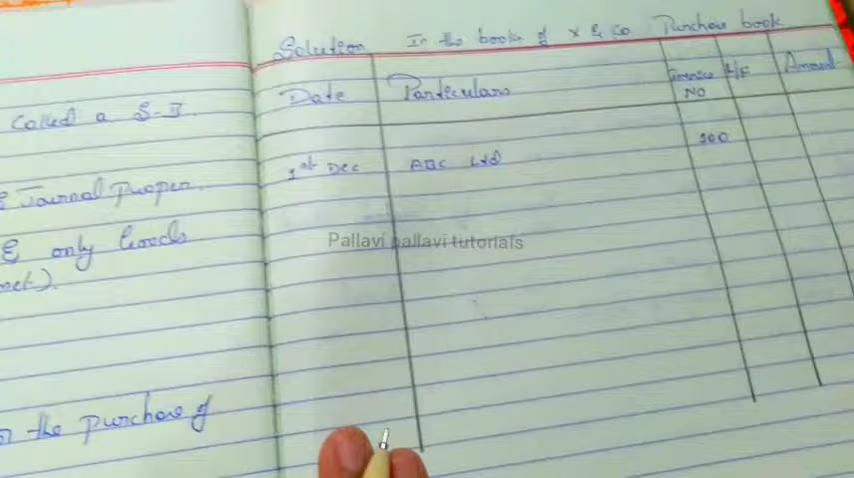 called a S-B.
Journal Proper.
& only Goods
Solution In the books of X & Co Purchase book
Date Particulars Invoice NO L/F Amount
1st Dec ABC Ltd 100
Pallavi pallavi tutorials
the purchase of